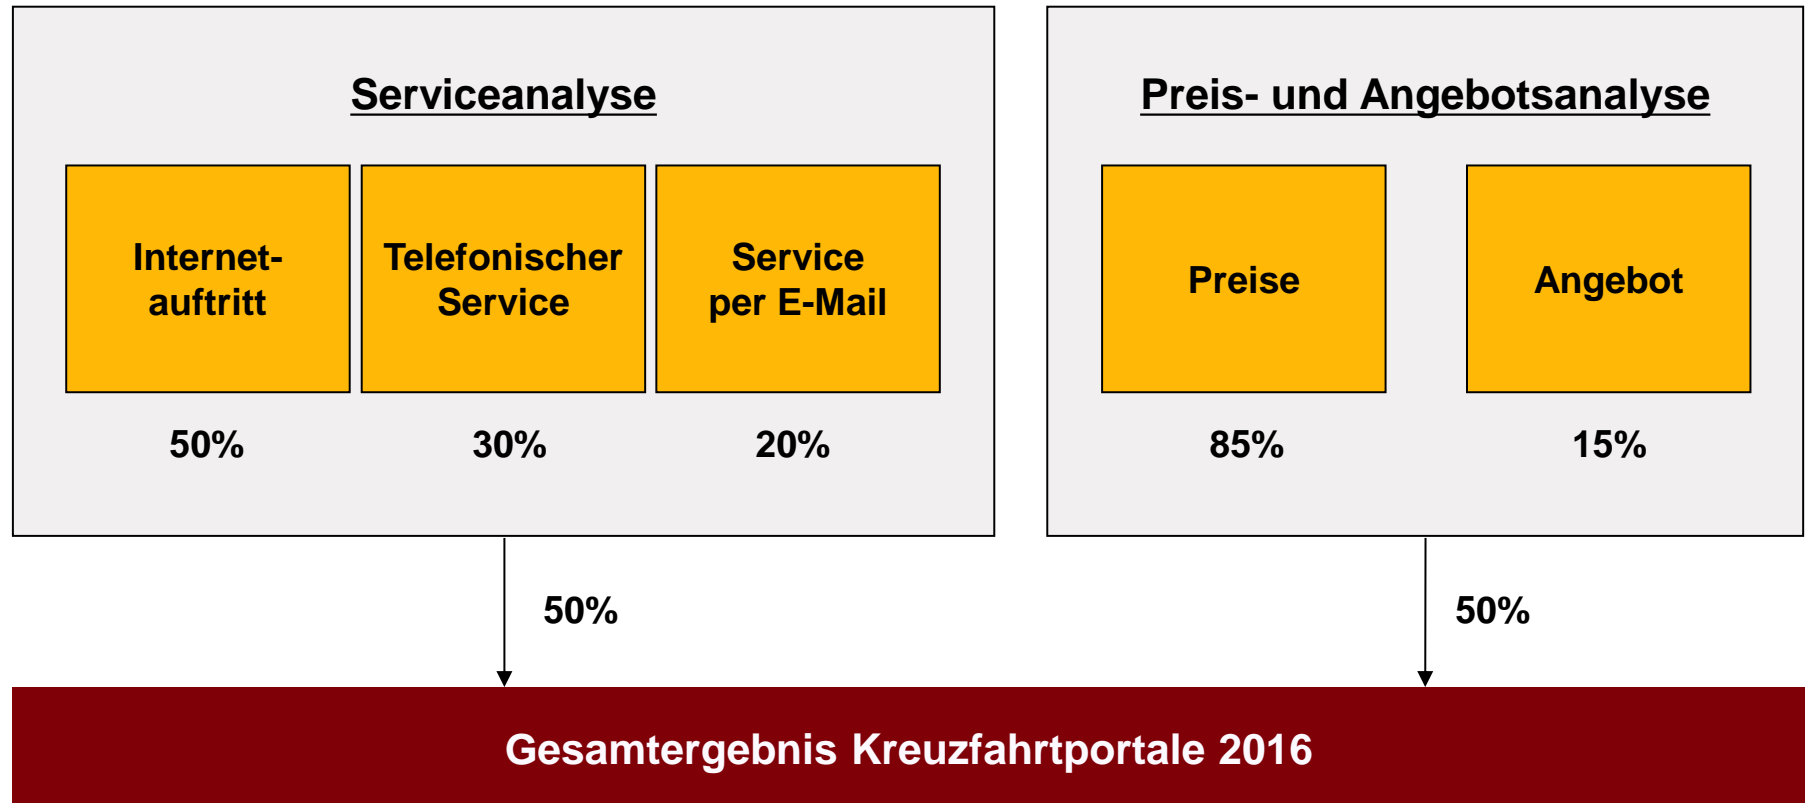 Serviceanalyse
Internet-
auftritt
Telefonischer
Service
Service
per E-Mail
50%
30%
20%
Preis- und Angebotsanalyse
Preise
Angebot
85%
15%
50%
50%
Gesamtergebnis Kreuzfahrtportale 2016